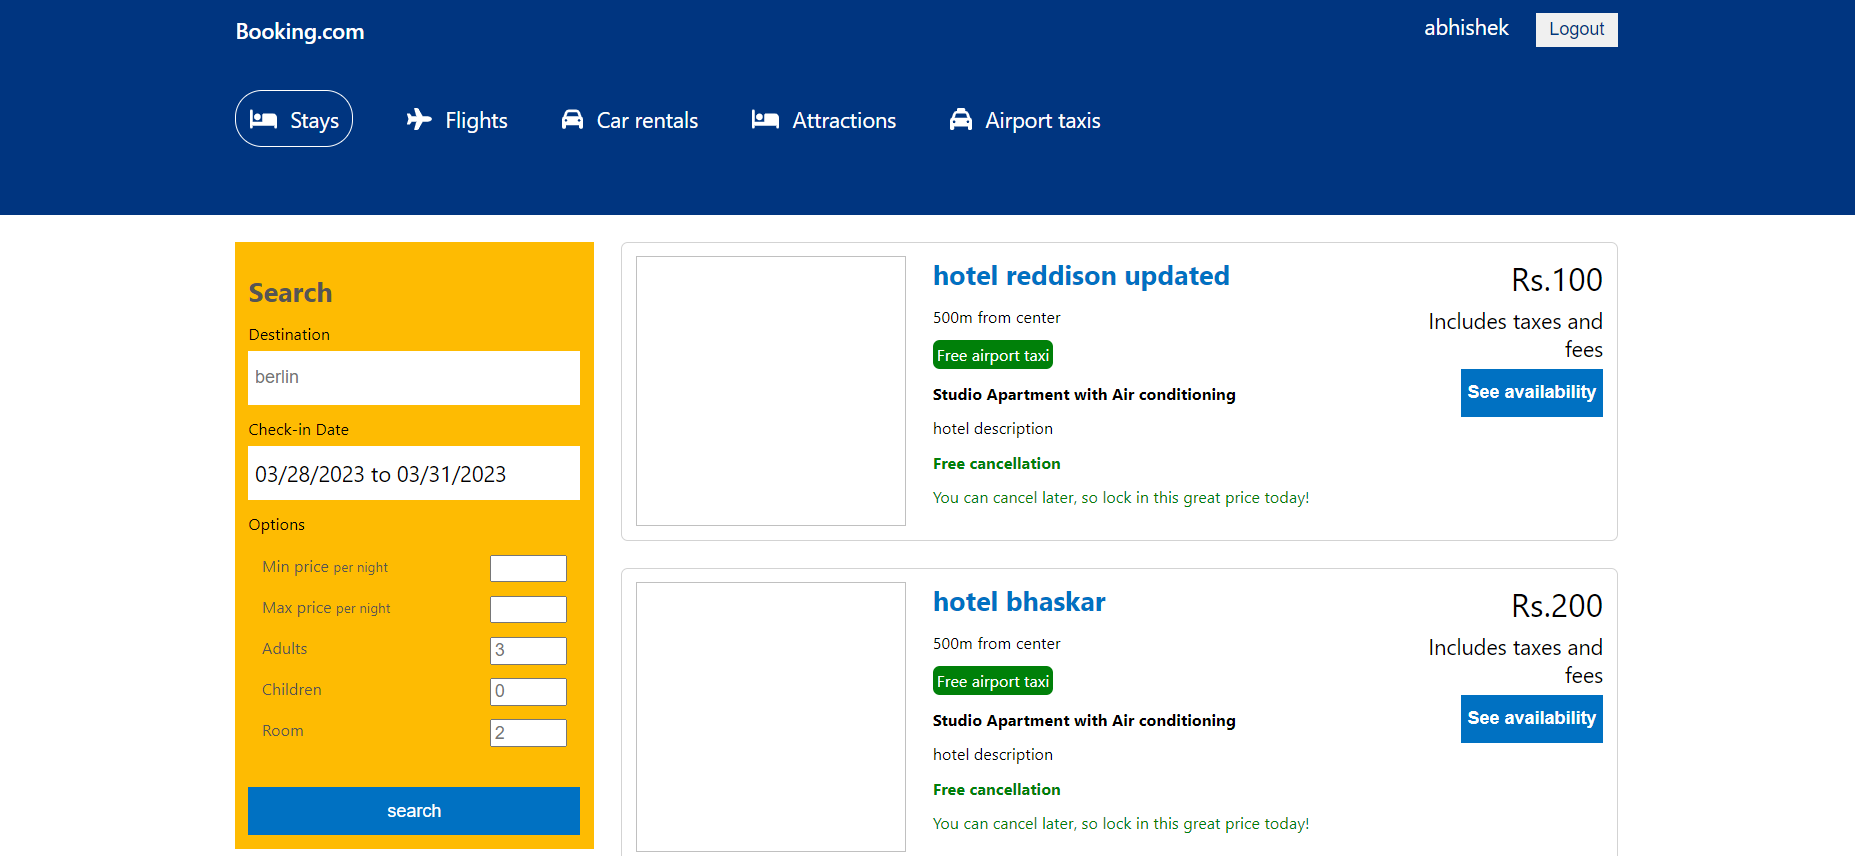 Booking.com
abhishek
Logout
Stays
Flights
Car rentals
Attractions
Airport taxis
Search
Destination
berlin
Check-in Date
03/28/2023 to 03/31/2023
Options
Min price per night
Max price per night
Adults
3
Children
0
Room
2
search
hotel reddison updated
500m from center
Free airport taxi
Studio Apartment with Air conditioning
hotel description
Free cancellation
You can cancel later, so lock in this great price today!
Rs.100
Includes taxes and
fees
See availability
hotel bhaskar
500m from center
Free airport taxi
Studio Apartment with Air conditioning
hotel description
Free cancellation
You can cancel later, so lock in this great price today!
Rs.200
Includes taxes and
fees
See availability